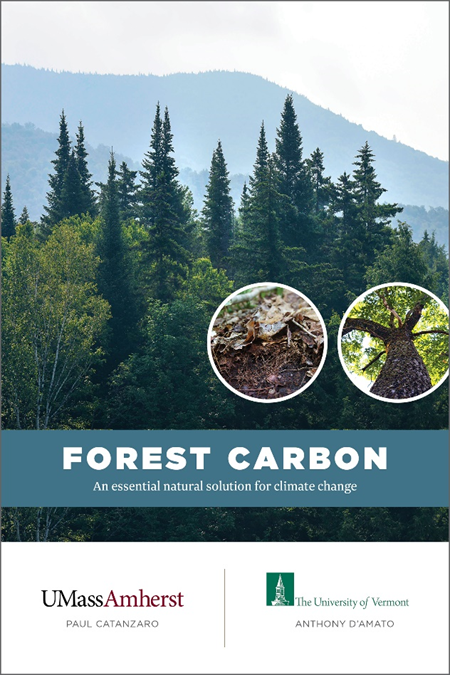 FOREST CARBON
An essential natural solution for climate change
UMassAmherst
PAUL CATANZARO
The University of Vermont
ANTHONY D'AMATO